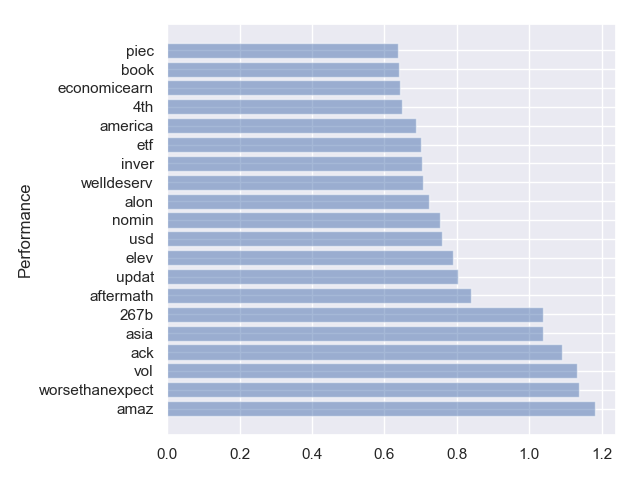 piec
book
economicearn
4th
america
etf
inver
welldeserv
alon
nomin
usd
elev
updat
aftermath
267b
asia
ack
vol
worsethanexpect
amaz
Performance
0.0 0.2 0.4 0.6 0.8 1.0 1.2